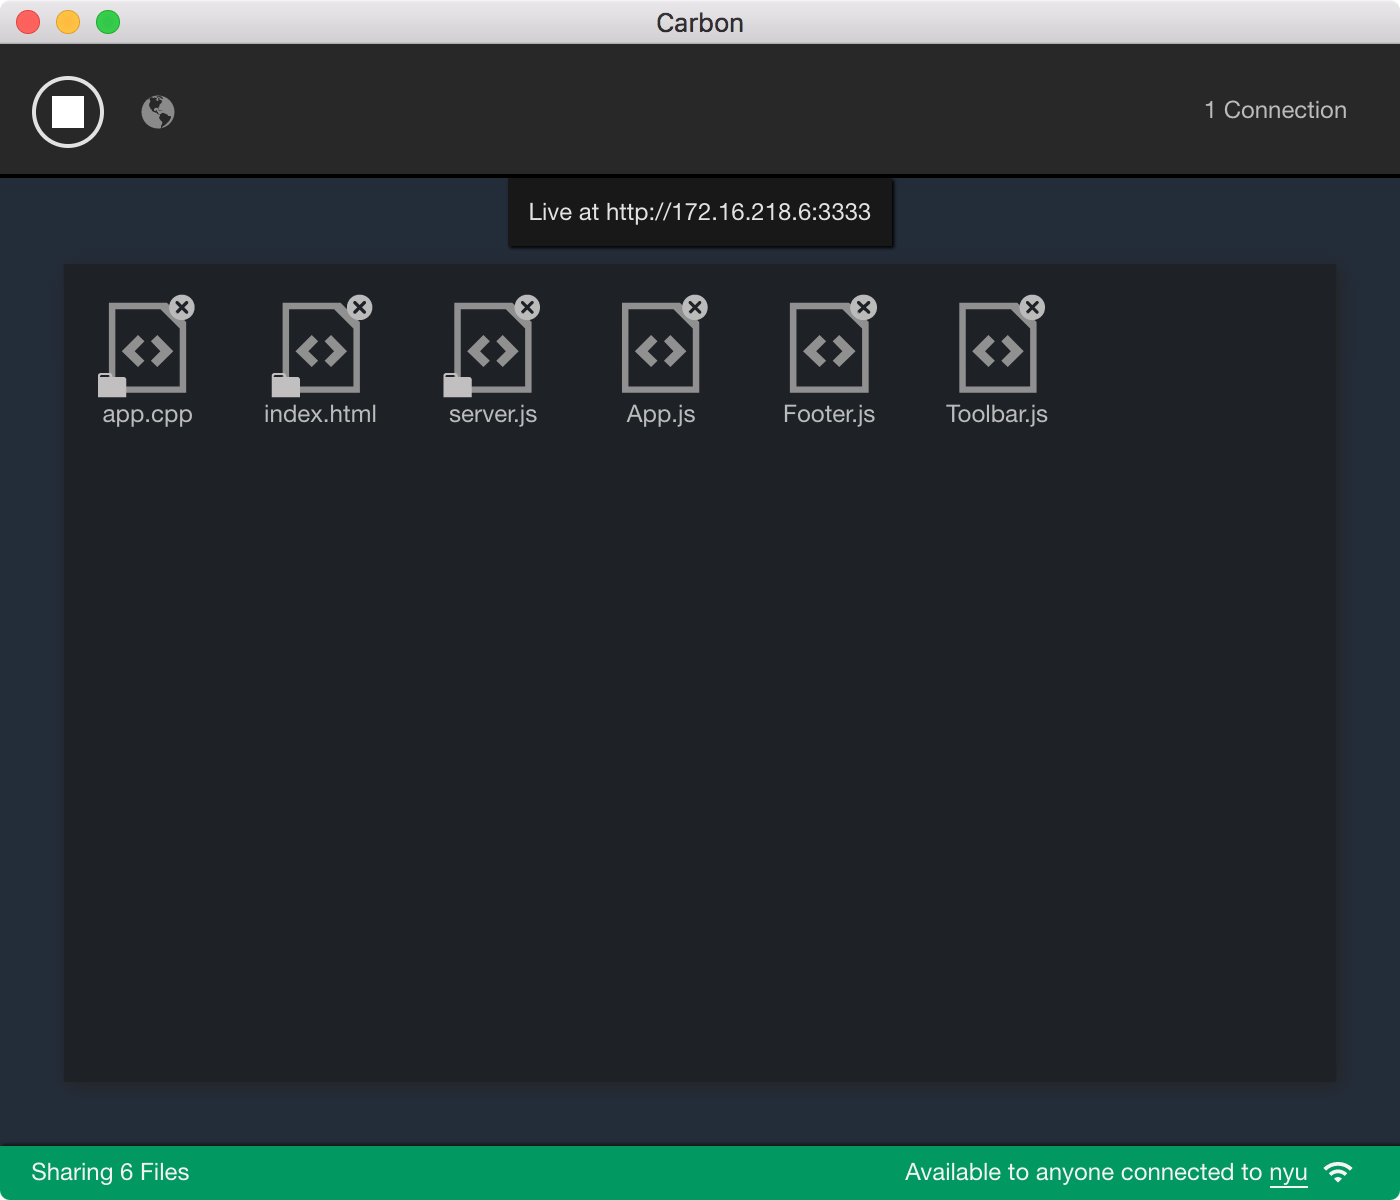 Carbon
1 Connection
Live at http://172.16.218.6:3333
app.cpp
index.html
server.js
App.js
Footer.js
Toolbar.js
Sharing 6 Files
Available to anyone connected to nyu